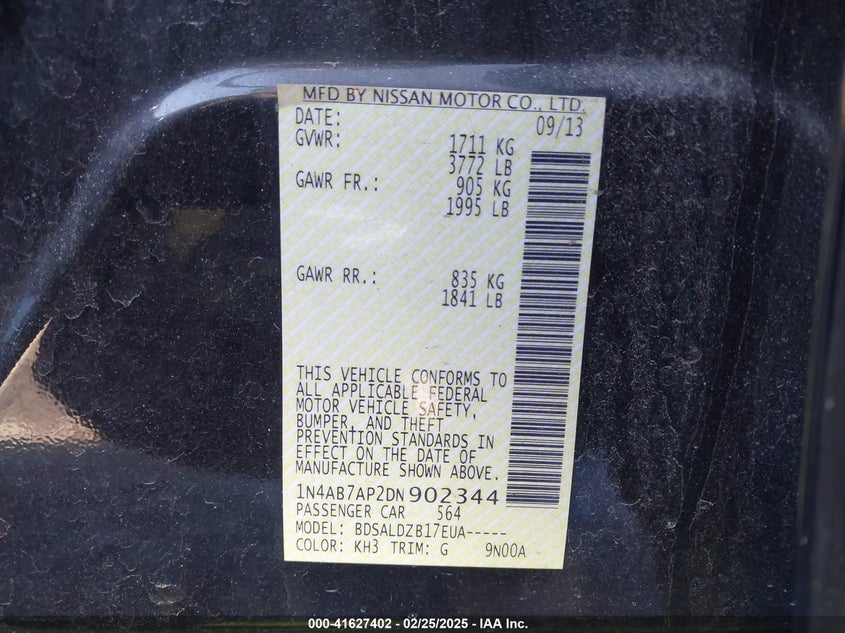 MFD BY NISSAN MOTOR CO., LTD.
DATE: 09/13
GVWR: 1711 KG
3772 LB
GAWR FR.: 905 KG
1995 LB
GAWR RR.: 835 KG
1841 LB
THIS VEHICLE CONFORMS TO
ALL APPLICABLE FEDERAL
MOTOR VEHICLE SAFETY,
BUMPER, AND THEFT
PREVENTION STANDARDS IN
EFFECT ON THE DATE OF
MANUFACTURE SHOWN ABOVE.
1N4AB7AP2DN902344
PASSENGER CAR 564
MODEL: BDSALDZB17EUA-----
COLOR: KH3 TRIM: G 9N00A
000-41627402 - 02/25/2025 - IAA Inc.